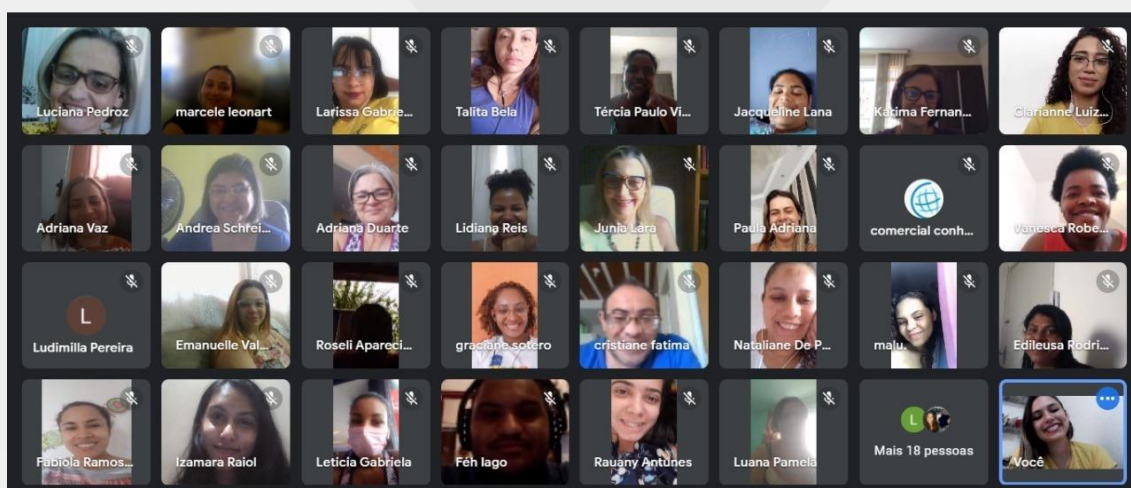 Luciana Pedroz
marcele leonart
Larissa Gabrie...
Talita Bela
Tércia Paulo Vi...
Jacqueline Lana
Karima Fernan...
Clarianne Luiz...
Adriana Vaz
Andrea Schrei...
Adriana Duarte
Lidiana Reis
Junia Lara
Paula Adriana
comercial conh...
Vanesca Robe...
L
Ludimilla Pereira
Emanuelle Val...
Roseli Apareci...
graciane sotero
cristiane fatima
Nataliane De P...
malu.
Edileusa Rodri...
Fabíola Ramos...
Izamara Raiol
Leticia Gabriela
Féh Iago
Rauany Antunes
Luana Pamela
L
Mais 18 pessoas
Você